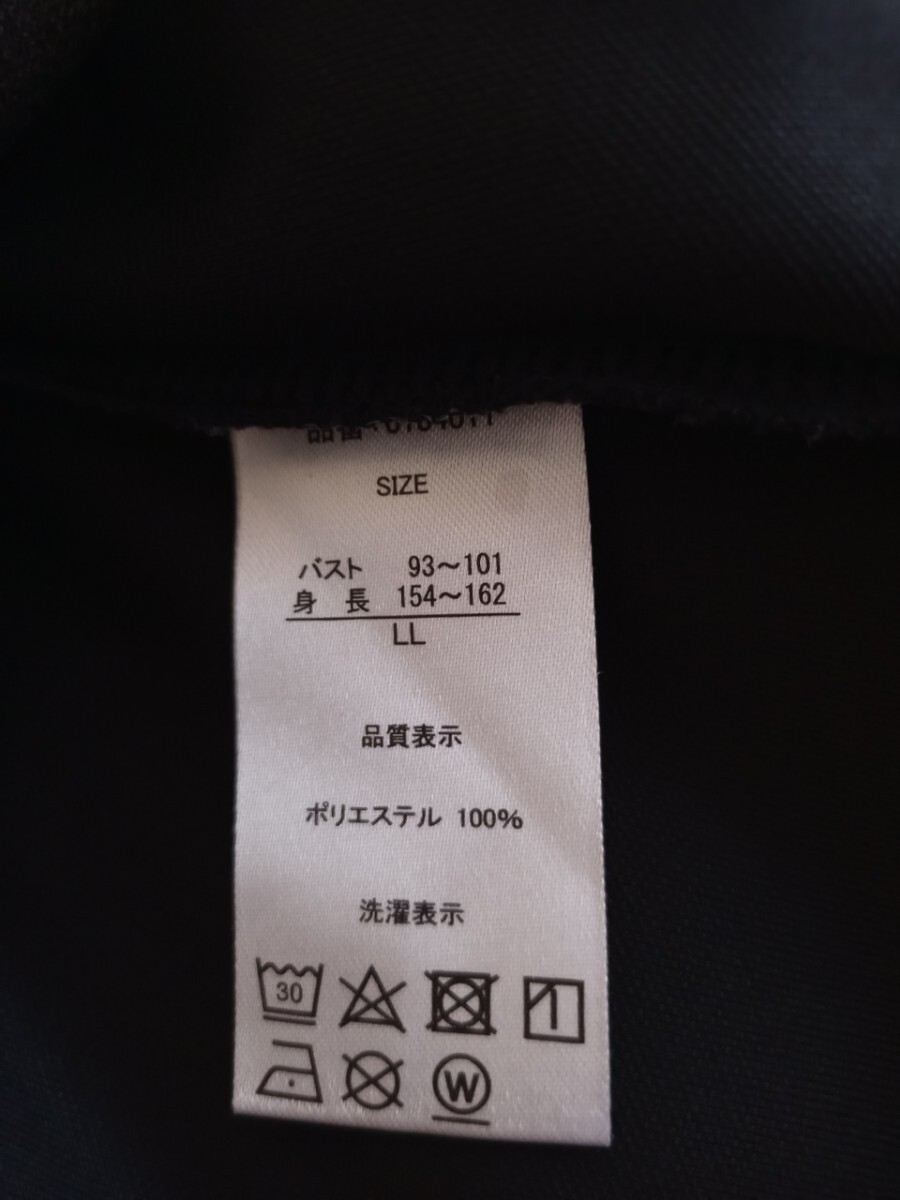 SIZE
バスト 93～101
身 長 154～162
LL
品質表示
ポリエステル 100%
洗濯表示
30
W